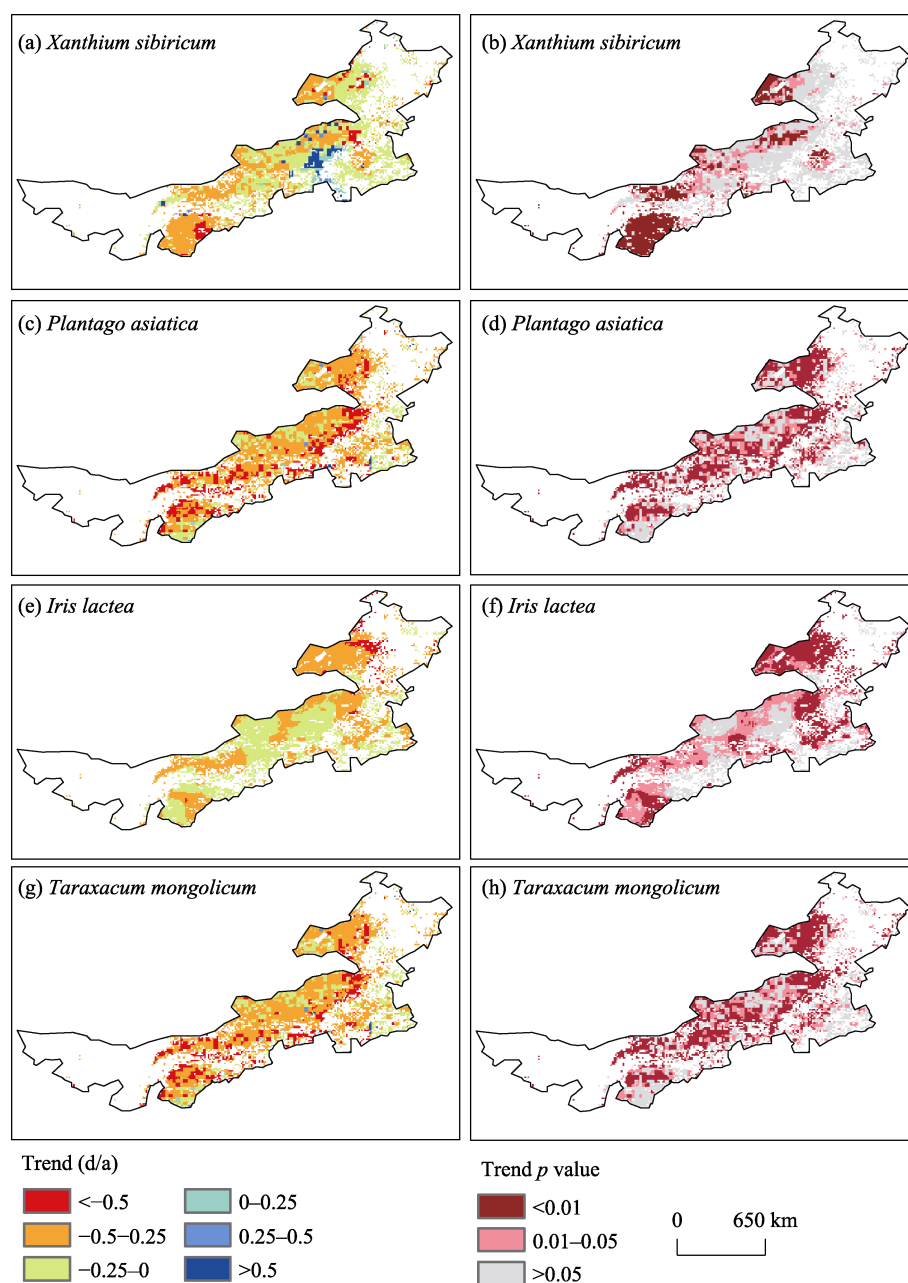 (a) Xanthium sibiricum
(b) Xanthium sibiricum
(c) Plantago asiatica
(d) Plantago asiatica
(e) Iris lactea
(f) Iris lactea
(g) Taraxacum mongolicum
(h) Taraxacum mongolicum
Trend (d/a)
<−0.5
−0.5–−0.25
−0.25–0
0–0.25
0.25–0.5
>0.5
Trend p value
<0.01
0.01–0.05
>0.05
0 650 km